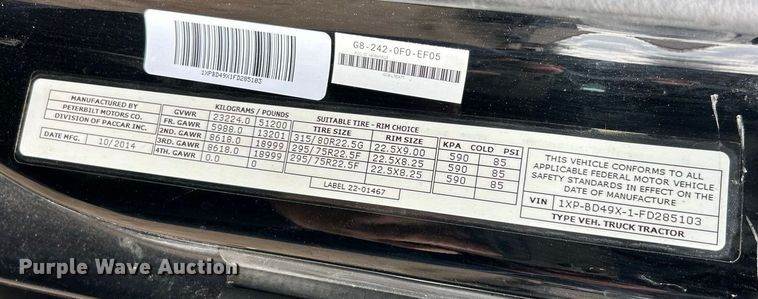 1XPBD49X1FD285103
G8-242-0F0-EF05
MANUFACTURED BY
PETERBILT MOTORS CO.
DIVISION OF PACCAR INC.
DATE MFG. 10/2014
KILOGRAMS / POUNDS
GVWR 23224.0 51200
FR. GAWR 5988.0 13201
2ND. GAWR 8618.0 18999
3RD. GAWR 8618.0 18999
4TH. GAWR 0.0 0
SUITABLE TIRE - RIM CHOICE
TIRE SIZE RIM SIZE KPA COLD PSI
315/80R22.5G 22.5X9.00 590 85
295/75R22.5F 22.5X8.25 590 85
295/75R22.5F 22.5X8.25 590 85
LABEL 22-01467
THIS VEHICLE CONFORMS TO ALL
APPLICABLE FEDERAL MOTOR VEHICLE
SAFETY STANDARDS IN EFFECT ON THE
DATE OF MANUFACTURE
VIN 1XP-BD49X-1-FD285103
TYPE VEH. TRUCK TRACTOR
Purple Wave Auction